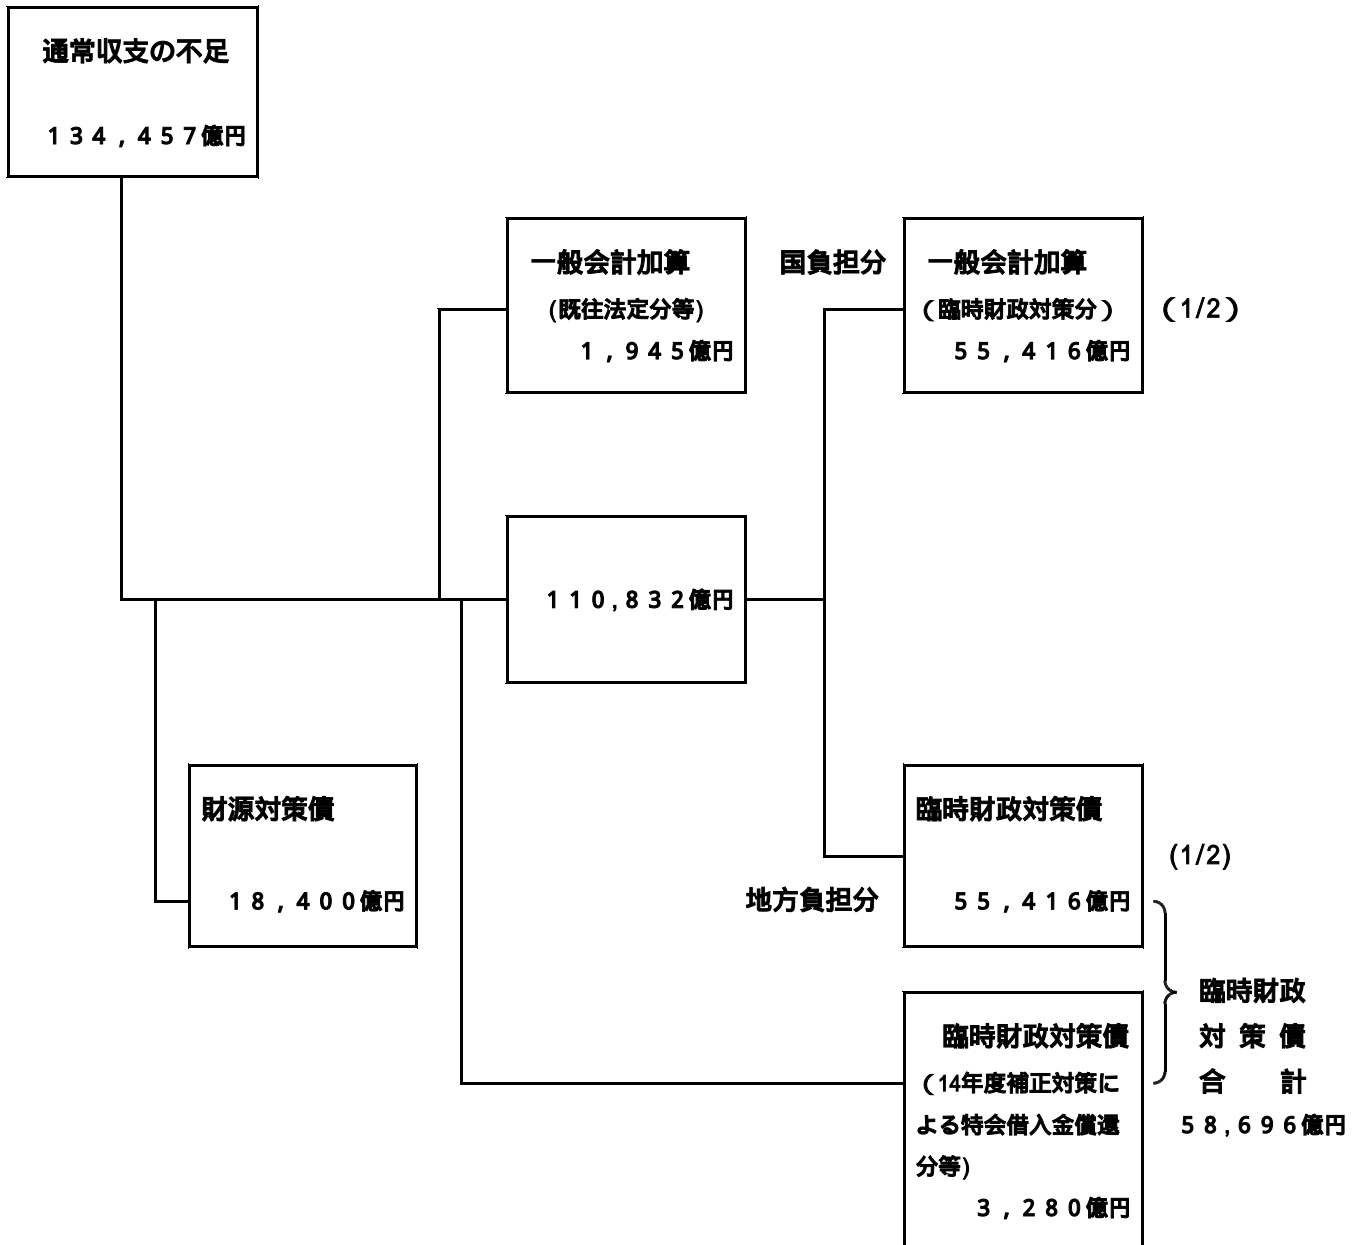 通常収支の不足
134,457億円
一般会計加算
(既往法定分等)
1,945億円
国負担分
一般会計加算
(臨時財政対策分)
55,416億円
(1/2)
110,832億円
財源対策債
18,400億円
地方負担分
臨時財政対策債
55,416億円
(1/2)
臨時財政対策債
(14年度補正対策に
よる特会借入金償還
分等)
3,280億円
臨時財政
対策債
合計
58,696億円